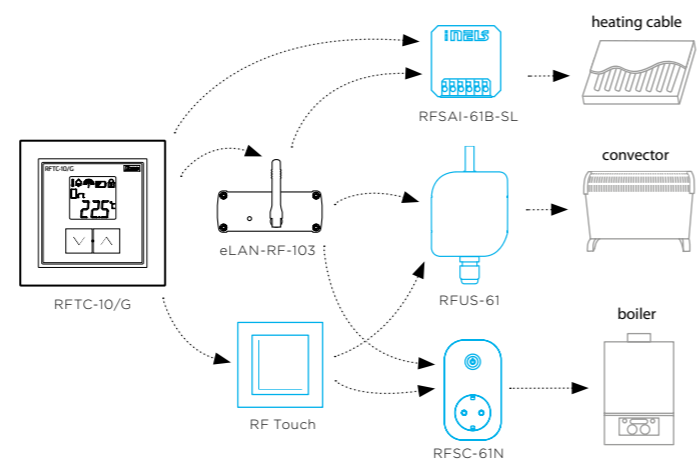 heating cable
iNELS
RFSAI-61B-SL
RFTC-10/G
22.5°C
convector
eLAN-RF-103
RFTC-10/G
RFUS-61
boiler
RF Touch
RFSC-61N